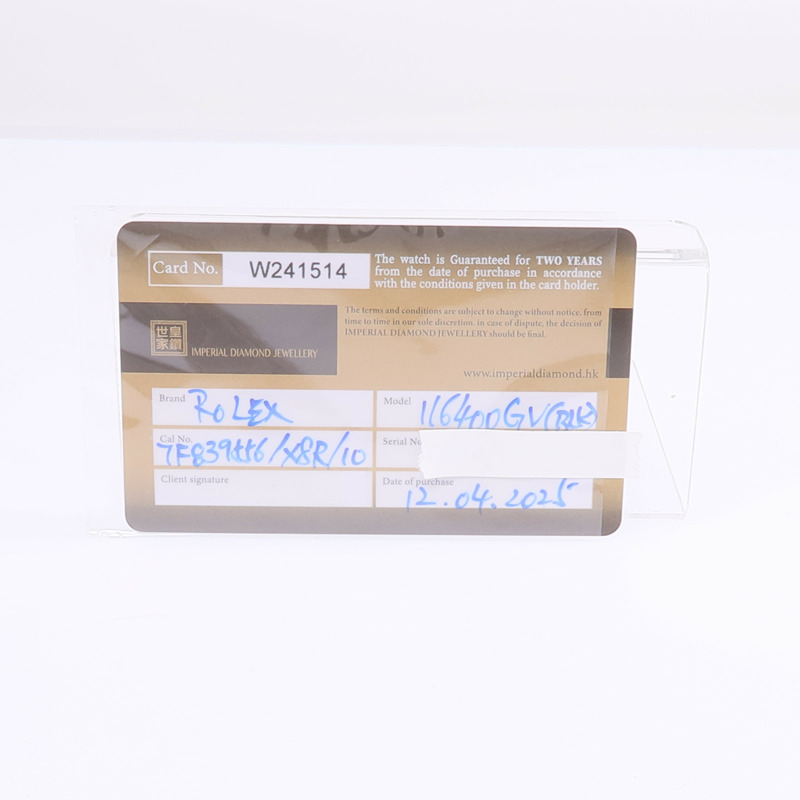 Card No. W241514
The watch is Guaranteed for TWO YEARS
from the date of purchase in accordance
with the conditions given in the card holder.
The terms and conditions are subject to change without notice, from
time to time in our sole discretion, in case of dispute, the decision of
IMPERIAL DIAMOND JEWELLERY should be final.
世皇
家鑽
IMPERIAL DIAMOND JEWELLERY
www.imperialdiamond.hk
Brand ROLEX
Model 116400GV(BLK)
Cal No.
Serial No
Client signature
Date of purchase
12.04.2025